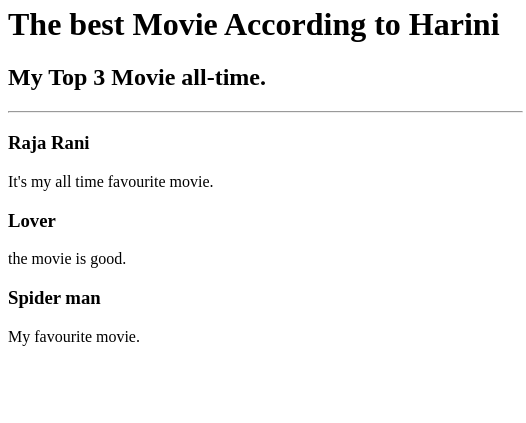 The best Movie According to Harini
My Top 3 Movie all-time.
Raja Rani
It's my all time favourite movie.
Lover
the movie is good.
Spider man
My favourite movie.